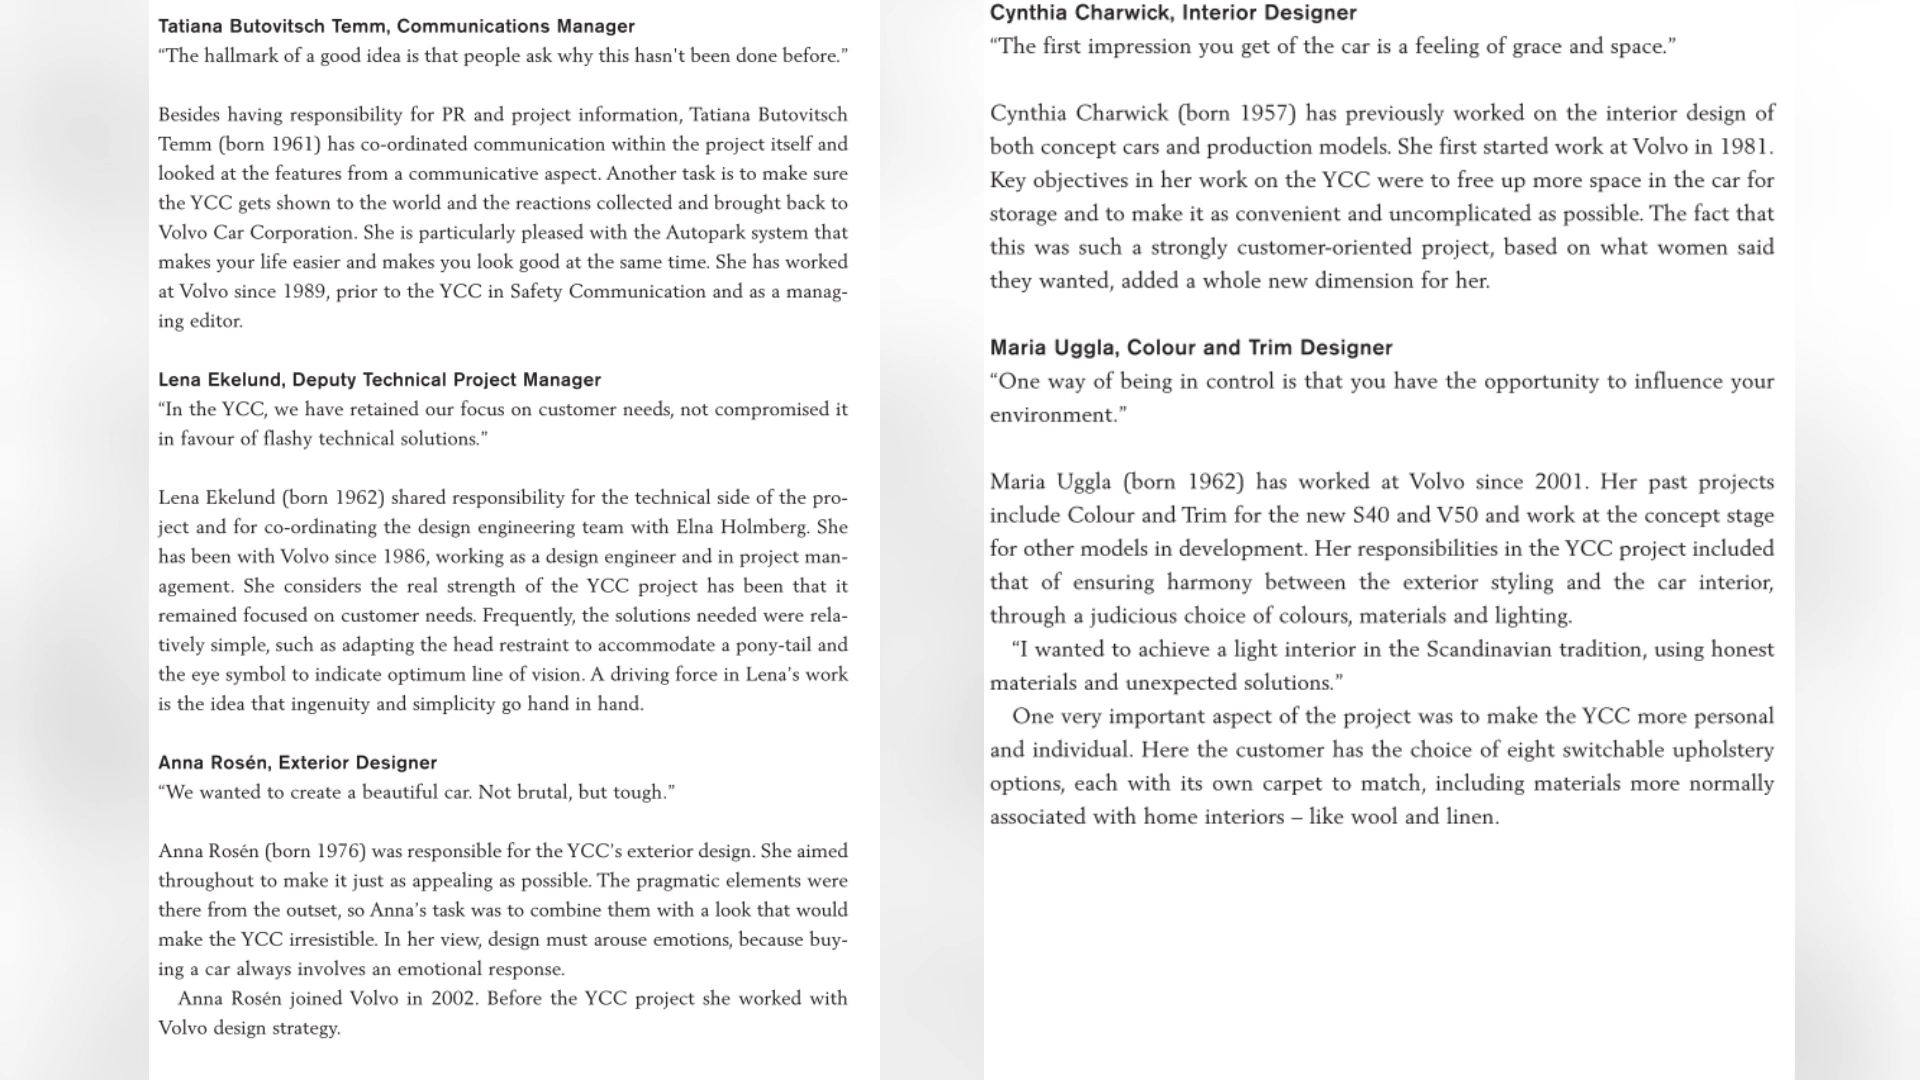 Tatiana Butovitsch Temm, Communications Manager
“The hallmark of a good idea is that people ask why this hasn't been done before.”
Besides having responsibility for PR and project information, Tatiana Butovitsch
Temm (born 1961) has co-ordinated communication within the project itself and
looked at the features from a communicative aspect. Another task is to make sure
the YCC gets shown to the world and the reactions collected and brought back to
Volvo Car Corporation. She is particularly pleased with the Autopark system that
makes your life easier and makes you look good at the same time. She has worked
at Volvo since 1989, prior to the YCC in Safety Communication and as a manag-
ing editor.
Lena Ekelund, Deputy Technical Project Manager
“In the YCC, we have retained our focus on customer needs, not compromised it
in favour of flashy technical solutions.”
Lena Ekelund (born 1962) shared responsibility for the technical side of the pro-
ject and for co-ordinating the design engineering team with Elna Holmberg. She
has been with Volvo since 1986, working as a design engineer and in project man-
agement. She considers the real strength of the YCC project has been that it
remained focused on customer needs. Frequently, the solutions needed were rela-
tively simple, such as adapting the head restraint to accommodate a pony-tail and
the eye symbol to indicate optimum line of vision. A driving force in Lena’s work
is the idea that ingenuity and simplicity go hand in hand.
Anna Rosén, Exterior Designer
“We wanted to create a beautiful car. Not brutal, but tough.”
Anna Rosén (born 1976) was responsible for the YCC’s exterior design. She aimed
throughout to make it just as appealing as possible. The pragmatic elements were
there from the outset, so Anna’s task was to combine them with a look that would
make the YCC irresistible. In her view, design must arouse emotions, because buy-
ing a car always involves an emotional response.
Anna Rosén joined Volvo in 2002. Before the YCC project she worked with
Volvo design strategy.
Cynthia Charwick, Interior Designer
“The first impression you get of the car is a feeling of grace and space.”
Cynthia Charwick (born 1957) has previously worked on the interior design of
both concept cars and production models. She first started work at Volvo in 1981.
Key objectives in her work on the YCC were to free up more space in the car for
storage and to make it as convenient and uncomplicated as possible. The fact that
this was such a strongly customer-oriented project, based on what women said
they wanted, added a whole new dimension for her.
Maria Uggla, Colour and Trim Designer
“One way of being in control is that you have the opportunity to influence your
environment.”
Maria Uggla (born 1962) has worked at Volvo since 2001. Her past projects
include Colour and Trim for the new S40 and V50 and work at the concept stage
for other models in development. Her responsibilities in the YCC project included
that of ensuring harmony between the exterior styling and the car interior,
through a judicious choice of colours, materials and lighting.
“I wanted to achieve a light interior in the Scandinavian tradition, using honest
materials and unexpected solutions.”
One very important aspect of the project was to make the YCC more personal
and individual. Here the customer has the choice of eight switchable upholstery
options, each with its own carpet to match, including materials more normally
associated with home interiors – like wool and linen.